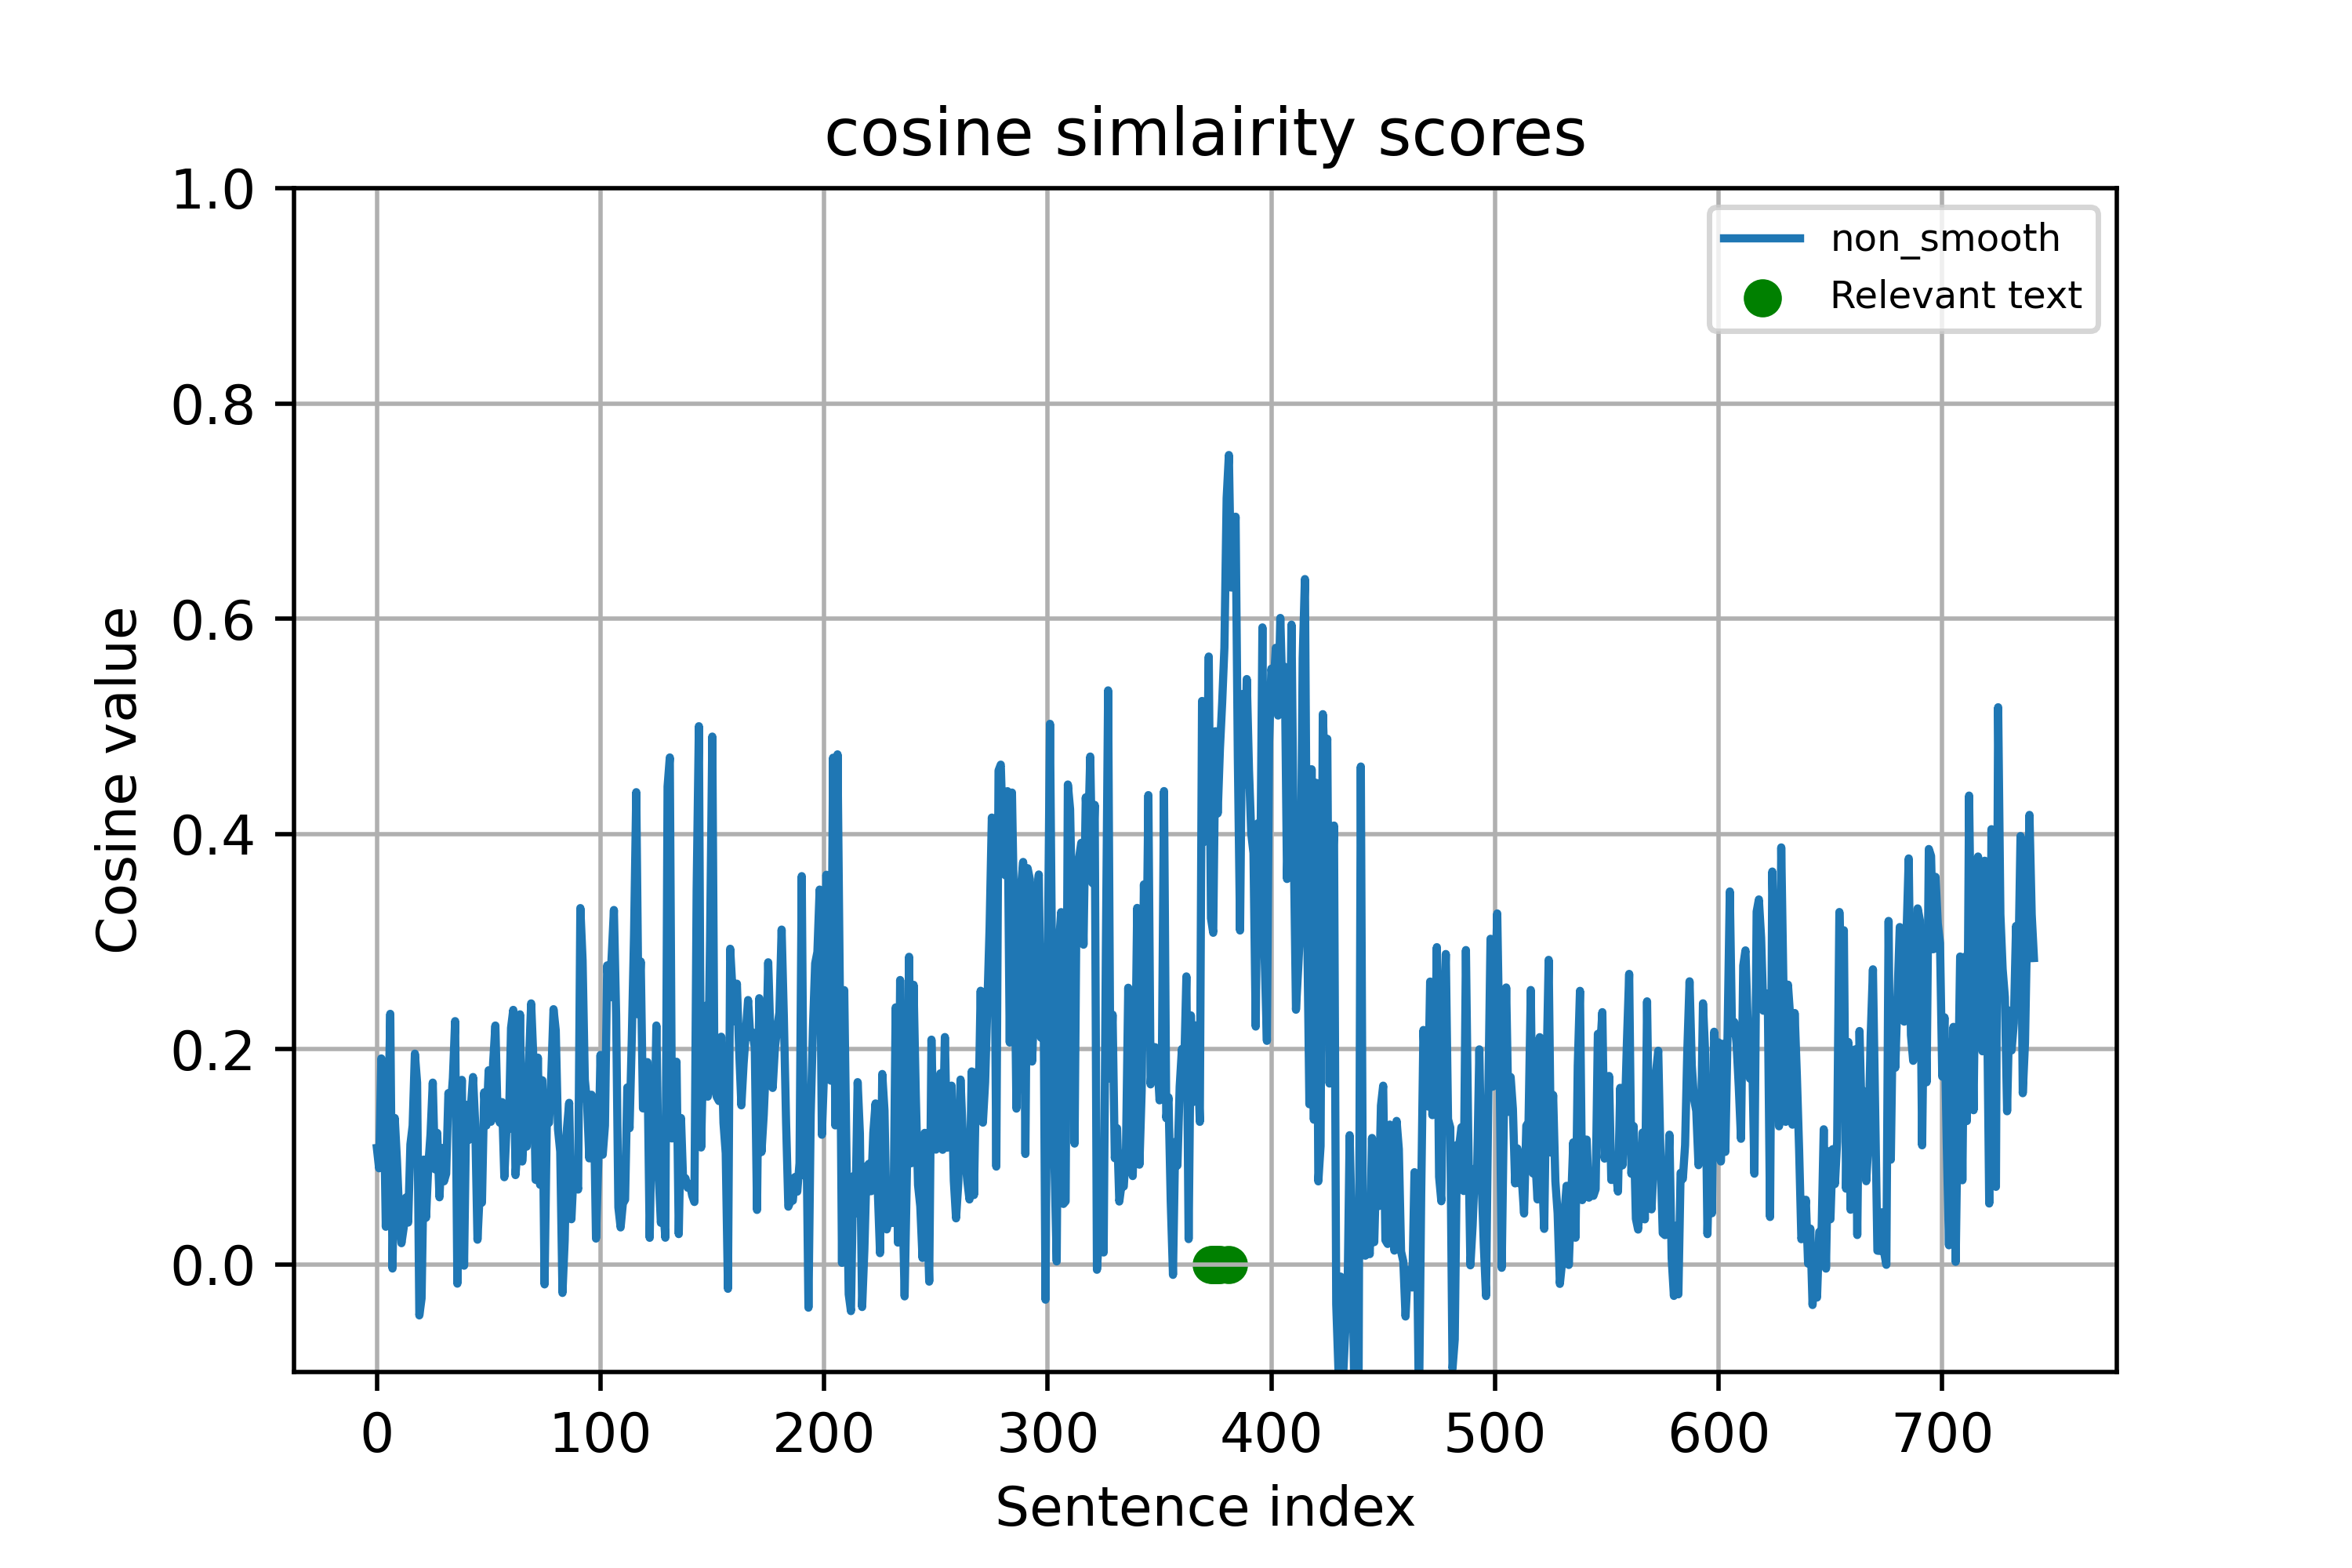 cosine simlairity scores
1.0
0.8
0.6
0.4
0.2
0.0
Cosine value
non_smooth
Relevant text
0 100 200 300 400 500 600 700
Sentence index